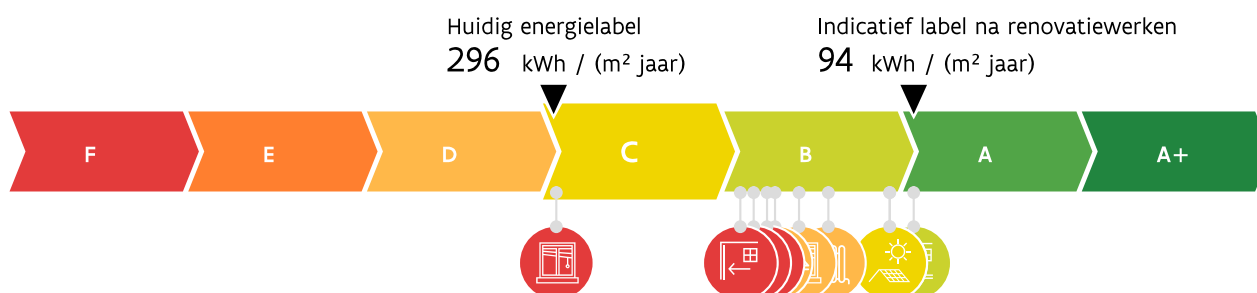 Huidig energielabel
296 kWh / (m² jaar)
Indicatief label na renovatiewerken
94 kWh / (m² jaar)
F E D C B A A+